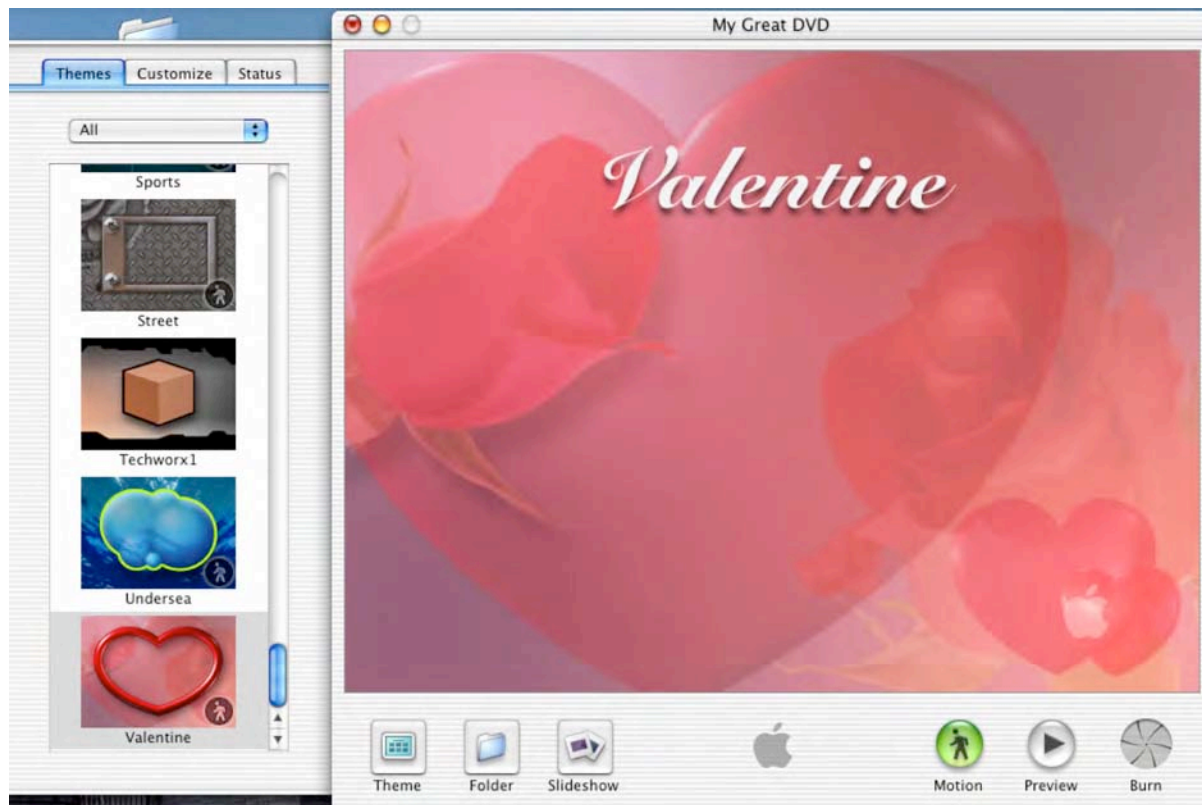 My Great DVD
Themes Customize Status
All
Sports
Street
Techworx1
Undersea
Valentine
Valentine
Theme Folder Slideshow Motion Preview Burn